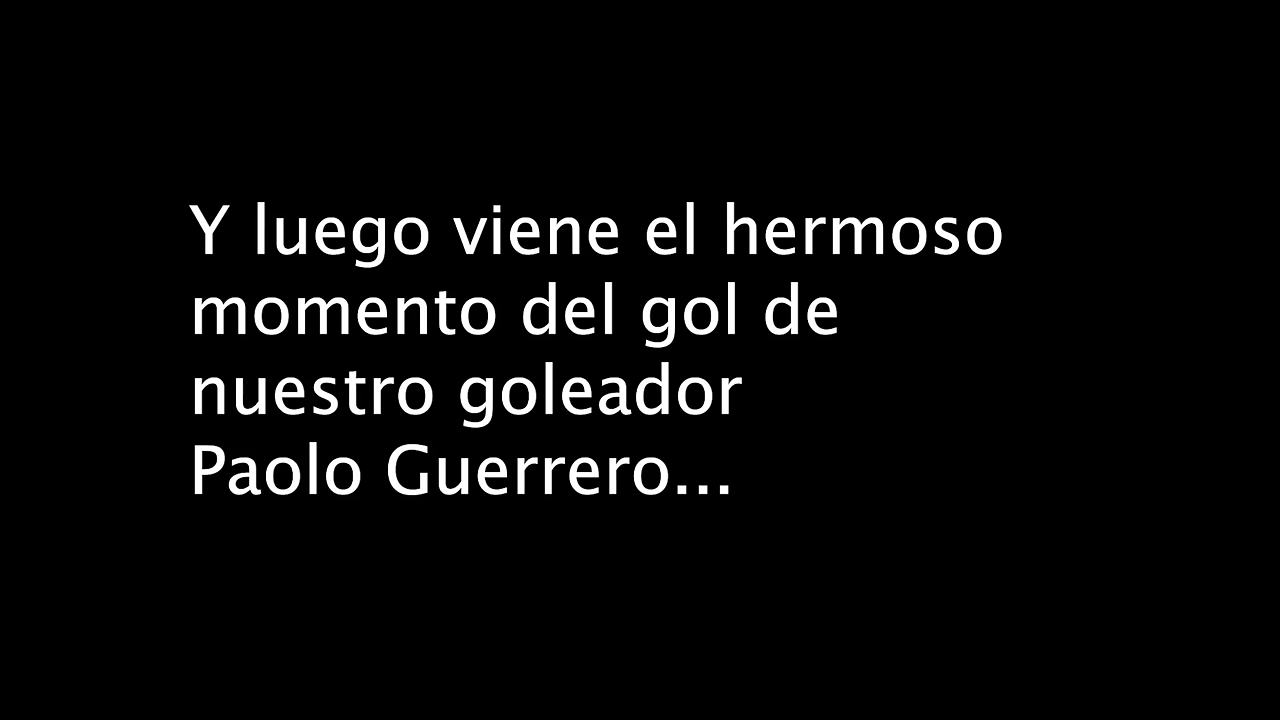 Y luego viene el hermoso
momento del gol de
nuestro goleador
Paolo Guerrero...